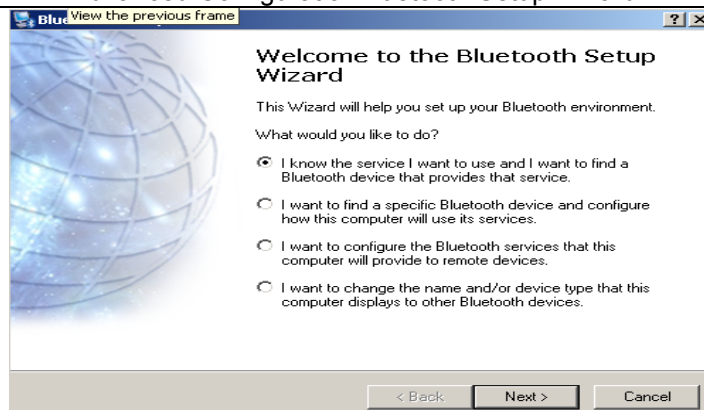 Blue View the previous frame
Welcome to the Bluetooth Setup
Wizard
This Wizard will help you set up your Bluetooth environment.
What would you like to do?
I know the service I want to use and I want to find a
Bluetooth device that provides that service.
I want to find a specific Bluetooth device and configure
how this computer will use its services.
I want to configure the Bluetooth services that this
computer will provide to remote devices.
I want to change the name and/or device type that this
computer displays to other Bluetooth devices.
< Back Next > Cancel